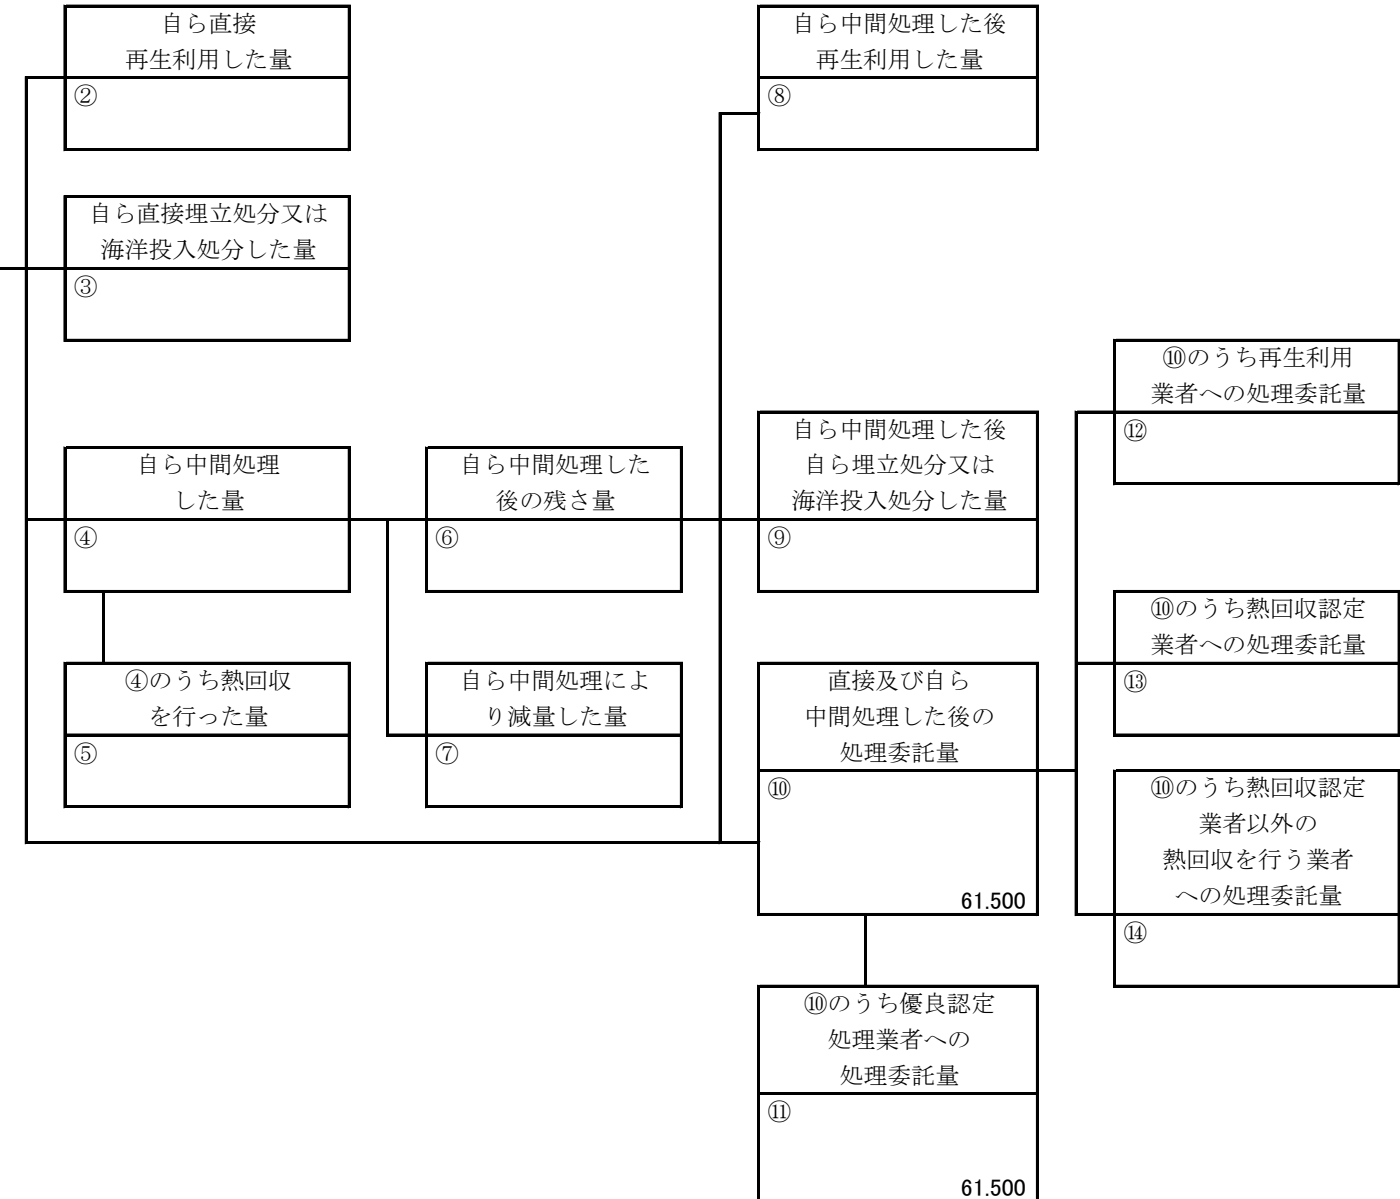 自ら直接
再生利用した量
②
自ら直接埋立処分又は
海洋投入処分した量
③
自ら中間処理
した量
④
④のうち熱回収
を行った量
⑤
自ら中間処理した
後の残さ量
⑥
自ら中間処理によ
り減量した量
⑦
自ら中間処理した後
再生利用した量
⑧
自ら中間処理した後
自ら埋立処分又は
海洋投入処分した量
⑨
直接及び自ら
中間処理した後の
処理委託量
⑩
61.500
⑩のうち優良認定
処理業者への
処理委託量
⑪
61.500
⑩のうち再生利用
業者への処理委託量
⑫
⑩のうち熱回収認定
業者への処理委託量
⑬
⑩のうち熱回収認定
業者以外の
熱回収を行う業者
への処理委託量
⑭